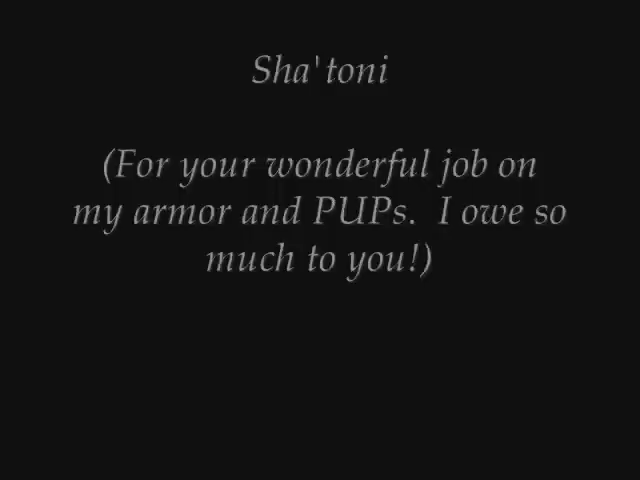 Sha'toni
(For your wonderful job on
my armor and PUPs.  I owe so
much to you!)